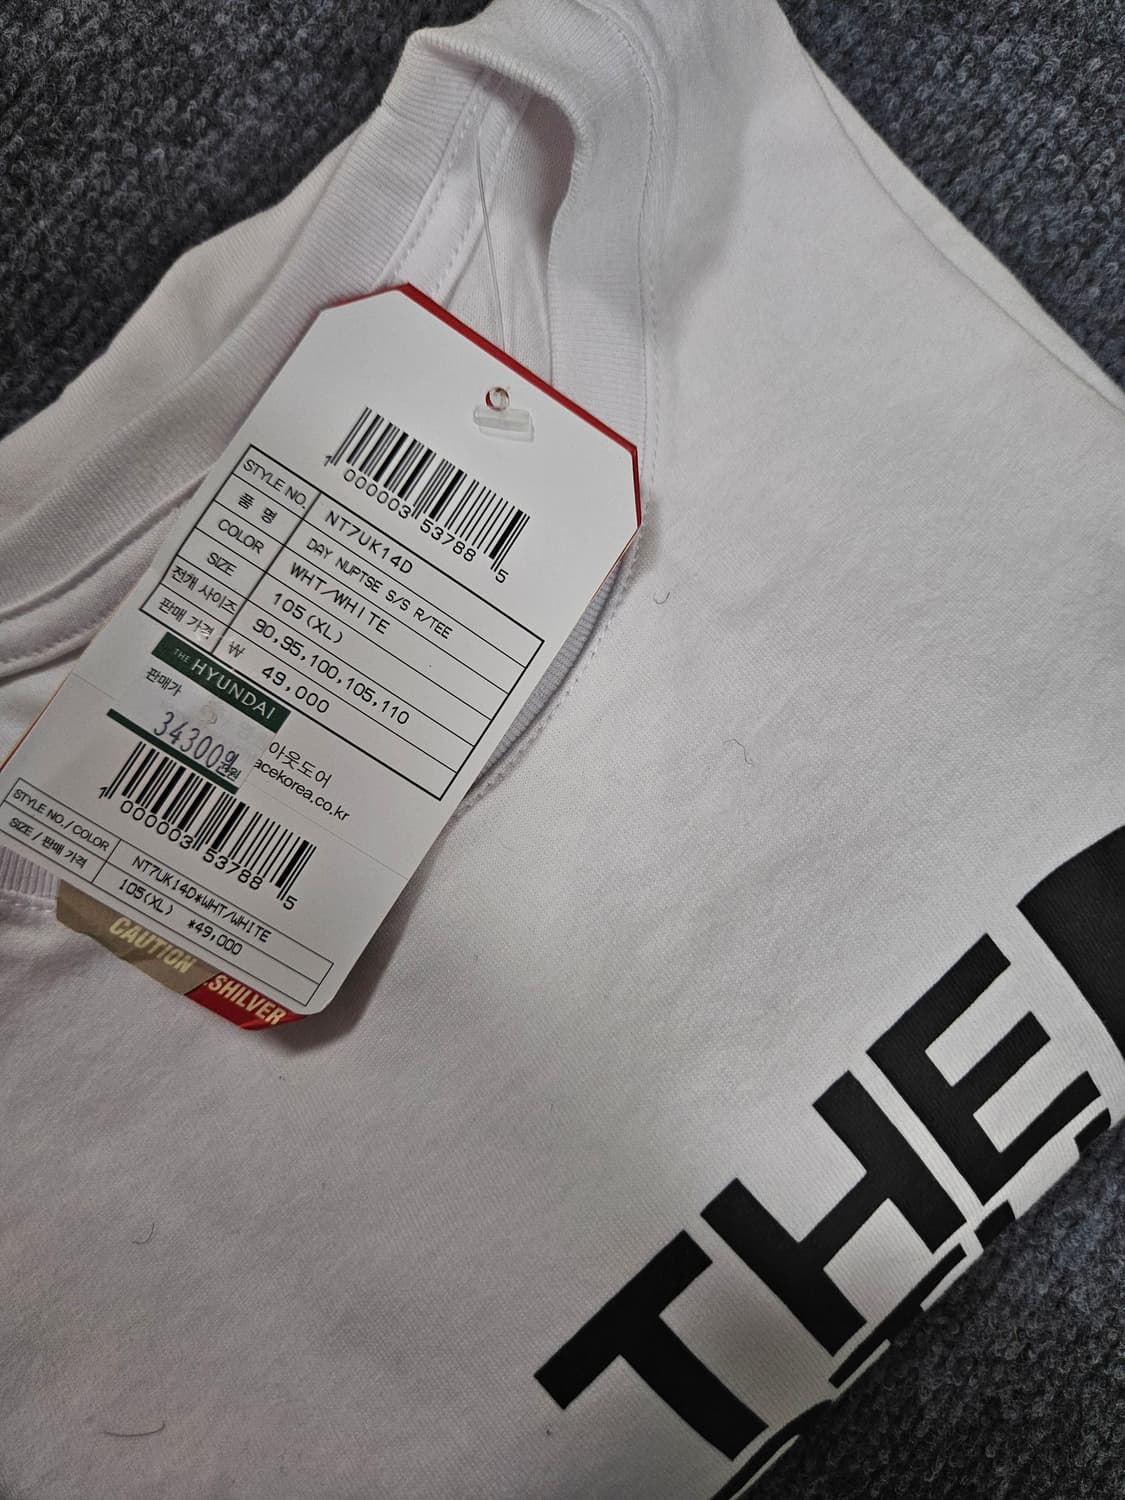 1 000003 53788 5
STYLE NO. NT7UK14D
품 명 DAY NUPTSE S/S R/TEE
COLOR WHT/WHITE
SIZE 105(XL)
전개 사이즈 90,95,100,105,110
판매 가격 ₩ 49,000
THE HYUNDAI
판매가
34300원
아웃도어
acekorea.co.kr
1 000003 53788 5
STYLE NO./COLOR NT7UK14D*WHT/WHITE
SIZE / 판매 가격 105(XL) *49,000
CAUTION
.SHILVER
THE